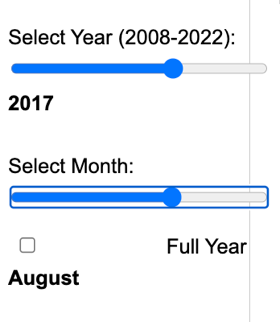 Select Year (2008-2022):
2017
Select Month:
Full Year
August